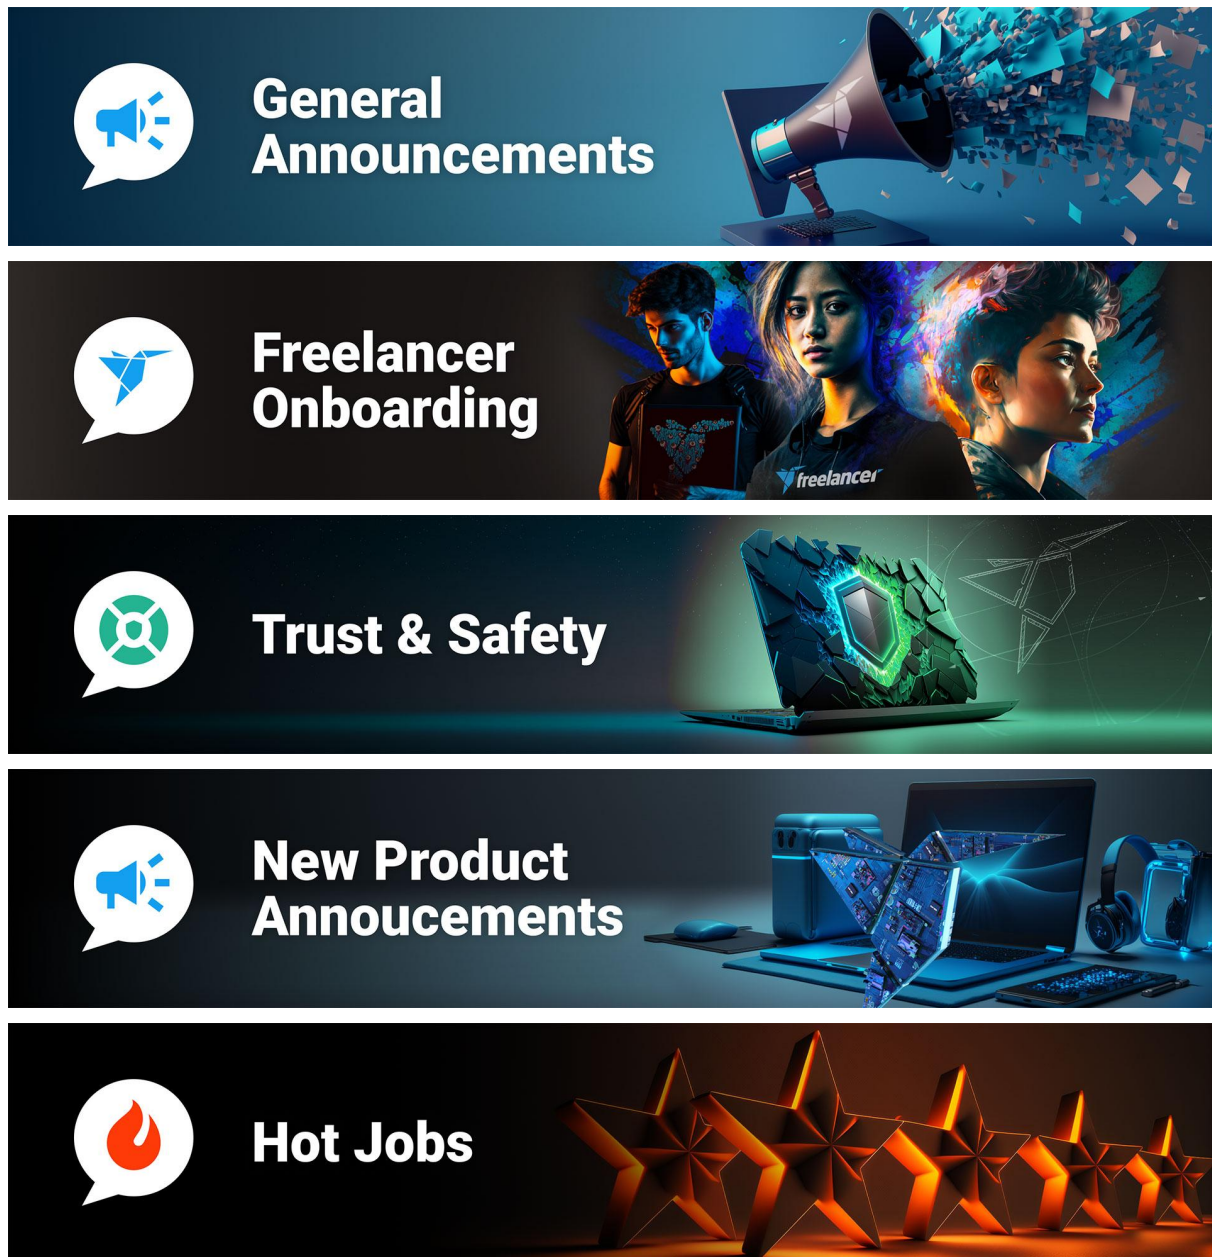 General
Announcements
Freelancer
Onboarding
freelancer
Trust & Safety
New Product
Annoucements
Hot Jobs